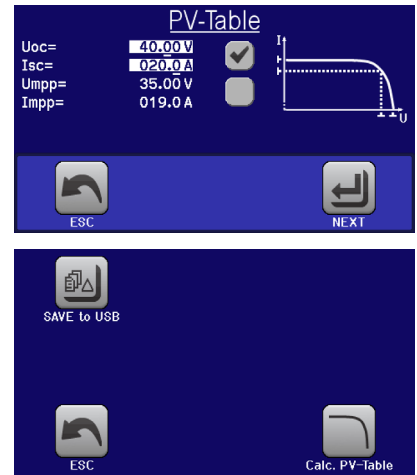 PV-Table
Uoc= 40.00 V
Isc= 020.0 A
Umpp= 35.00 V
Impp= 019.0 A
I
U
ESC NEXT
SAVE to USB
ESC Calc. PV-Table